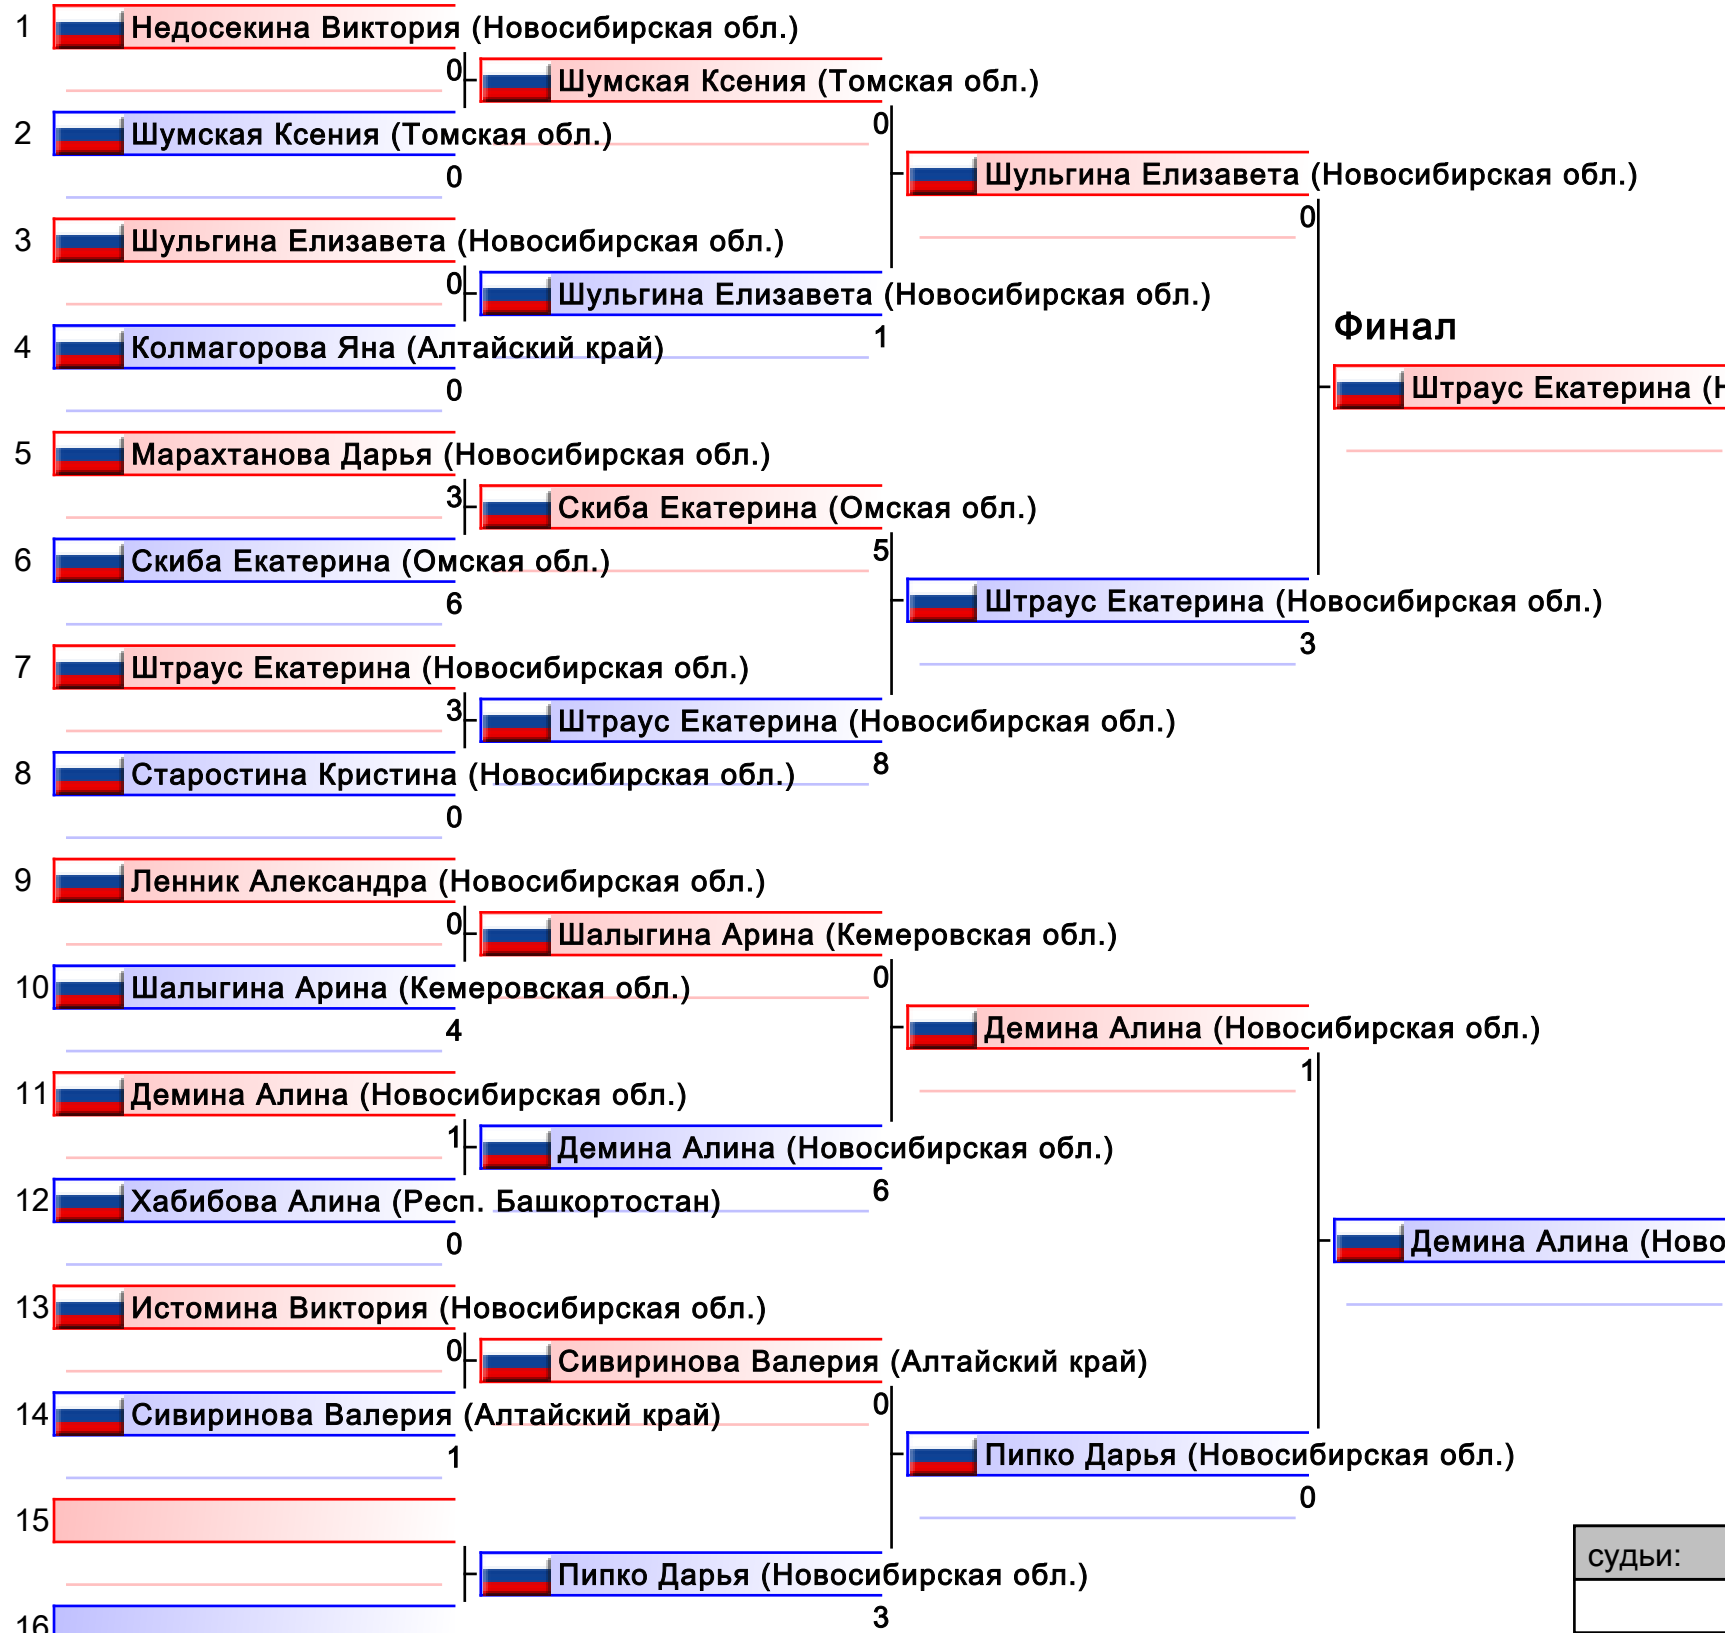 1 Недосекина Виктория (Новосибирская обл.)
0 Шумская Ксения (Томская обл.)
2 Шумская Ксения (Томская обл.) 0
0 Шульгина Елизавета (Новосибирская обл.)
3 Шульгина Елизавета (Новосибирская обл.) 0
0 Шульгина Елизавета (Новосибирская обл.)
4 Колмагорова Яна (Алтайский край) 1 Финал
0 Штраус Екатерина (Н
5 Марахтанова Дарья (Новосибирская обл.)
3 Скиба Екатерина (Омская обл.)
6 Скиба Екатерина (Омская обл.) 5
6 Штраус Екатерина (Новосибирская обл.)
7 Штраус Екатерина (Новосибирская обл.) 3
3 Штраус Екатерина (Новосибирская обл.)
8 Старостина Кристина (Новосибирская обл.) 8
0
9 Ленник Александра (Новосибирская обл.)
0 Шалыгина Арина (Кемеровская обл.)
10 Шалыгина Арина (Кемеровская обл.) 0
4 Демина Алина (Новосибирская обл.)
11 Демина Алина (Новосибирская обл.) 1
1 Демина Алина (Новосибирская обл.)
12 Хабибова Алина (Респ. Башкортостан) 6
0 Демина Алина (Ново
13 Истомина Виктория (Новосибирская обл.)
0 Сивиринова Валерия (Алтайский край)
14 Сивиринова Валерия (Алтайский край) 0
1 Пипко Дарья (Новосибирская обл.)
15 0
Пипко Дарья (Новосибирская обл.) судьи:
16 3